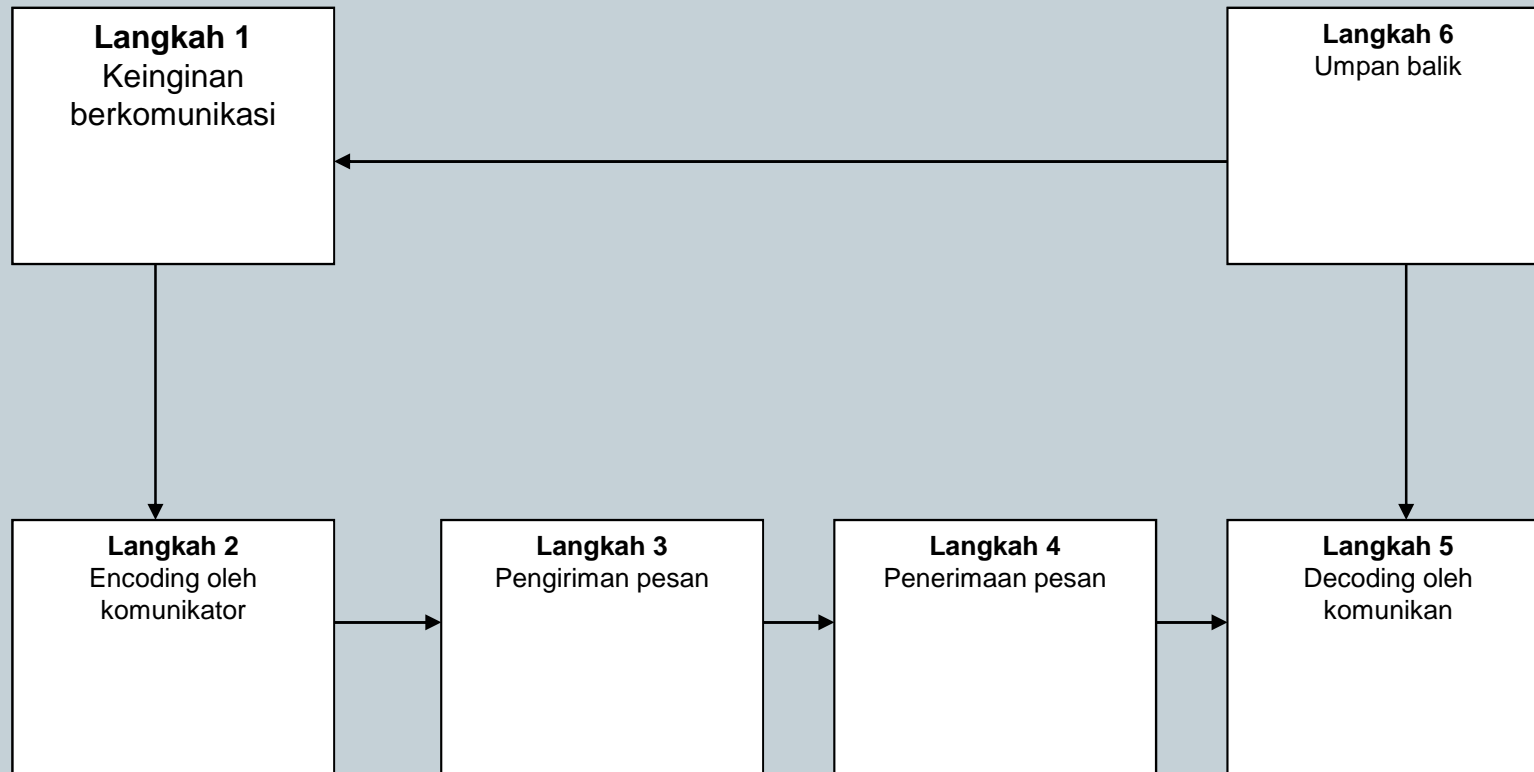 Langkah 1
Keinginan
berkomunikasi
Langkah 6
Umpan balik
Langkah 2
Encoding oleh
komunikator
Langkah 3
Pengiriman pesan
Langkah 4
Penerimaan pesan
Langkah 5
Decoding oleh
komunikan